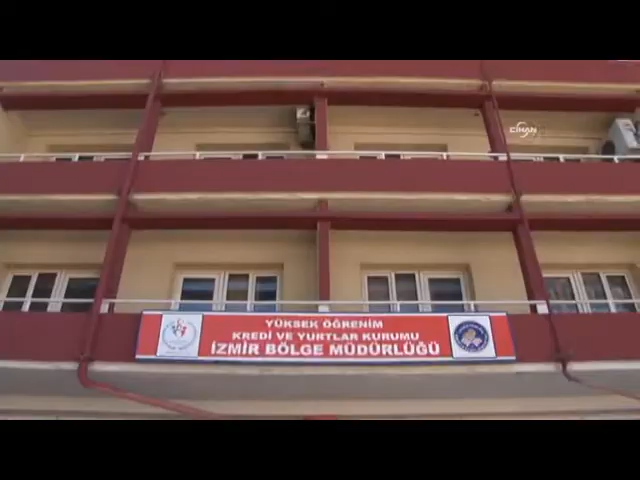 CİHAN
YÜKSEK ÖĞRENİM
KREDİ VE YURTLAR KURUMU
İZMİR BÖLGE MÜDÜRLÜĞÜ